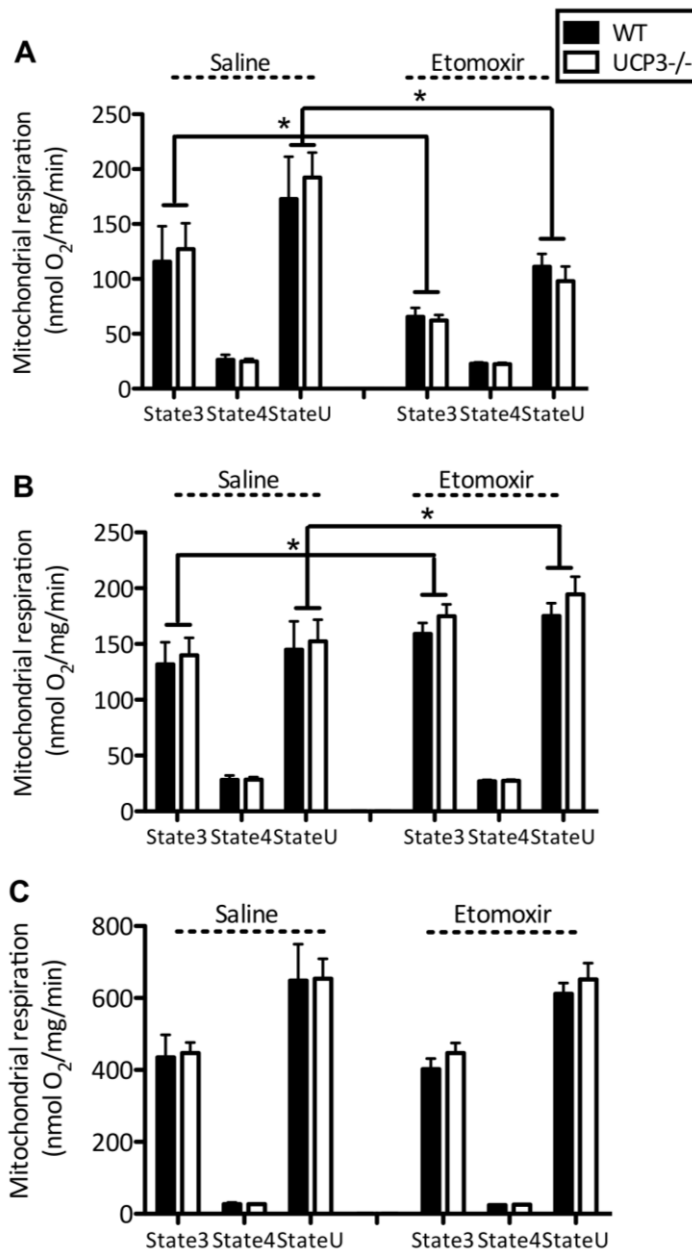 WT
UCP3-/-
A
Saline
Etomoxir
*
*
Mitochondrial respiration
(nmol O2/mg/min)
250
200
150
100
50
0
State3 State4 StateU State3 State4 StateU
B
Saline
Etomoxir
*
*
Mitochondrial respiration
(nmol O2/mg/min)
250
200
150
100
50
0
State3 State4 StateU State3 State4 StateU
C
Saline
Etomoxir
Mitochondrial respiration
(nmol O2/mg/min)
800
600
400
200
0
State3 State4 StateU State3 State4 StateU